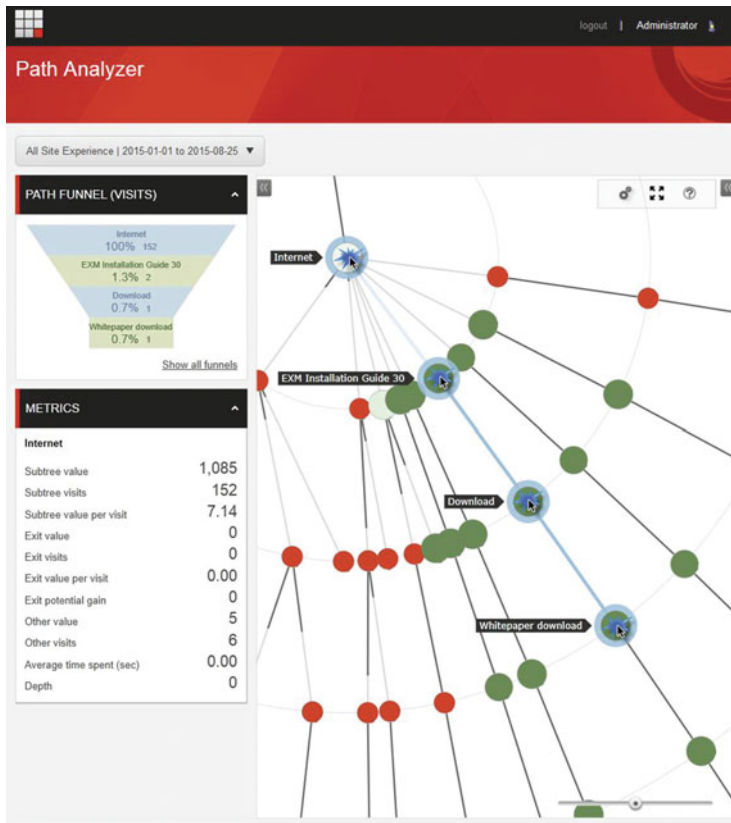 logout | Administrator
Path Analyzer
All Site Experience | 2015-01-01 to 2015-08-25
PATH FUNNEL (VISITS)
Internet
100% 152
EXM Installation Guide 30
1.3% 2
Download
0.7% 1
Whitepaper download
0.7% 1
Show all funnels
METRICS
Internet
Subtree value 1,085
Subtree visits 152
Subtree value per visit 7.14
Exit value 0
Exit visits 0
Exit value per visit 0.00
Exit potential gain 0
Other value 5
Other visits 6
Average time spent (sec) 0.00
Depth 0
Internet
EXM Installation Guide 30
Download
Whitepaper download